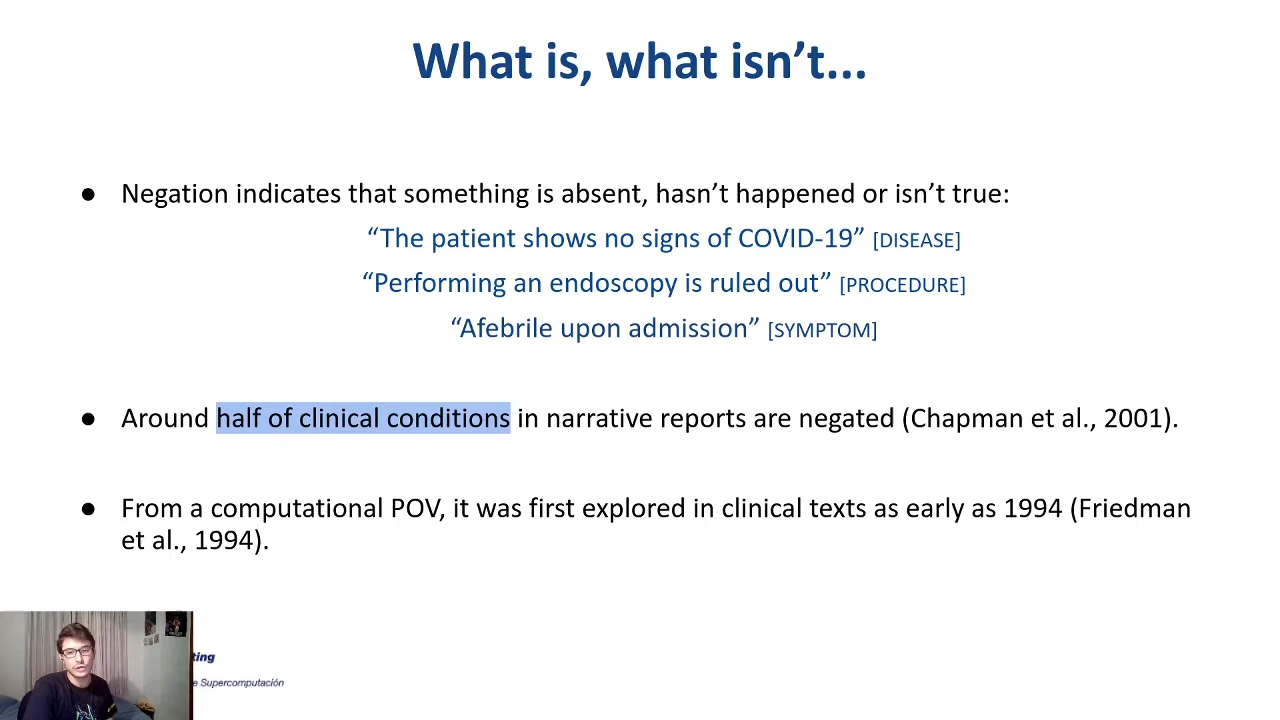 What is, what isn’t...
● Negation indicates that something is absent, hasn’t happened or isn’t true:
“The patient shows no signs of COVID-19” [DISEASE]
“Performing an endoscopy is ruled out” [PROCEDURE]
“Afebrile upon admission” [SYMPTOM]
● Around half of clinical conditions in narrative reports are negated (Chapman et al., 2001).
● From a computational POV, it was first explored in clinical texts as early as 1994 (Friedman
et al., 1994).
ting
e Supercomputación